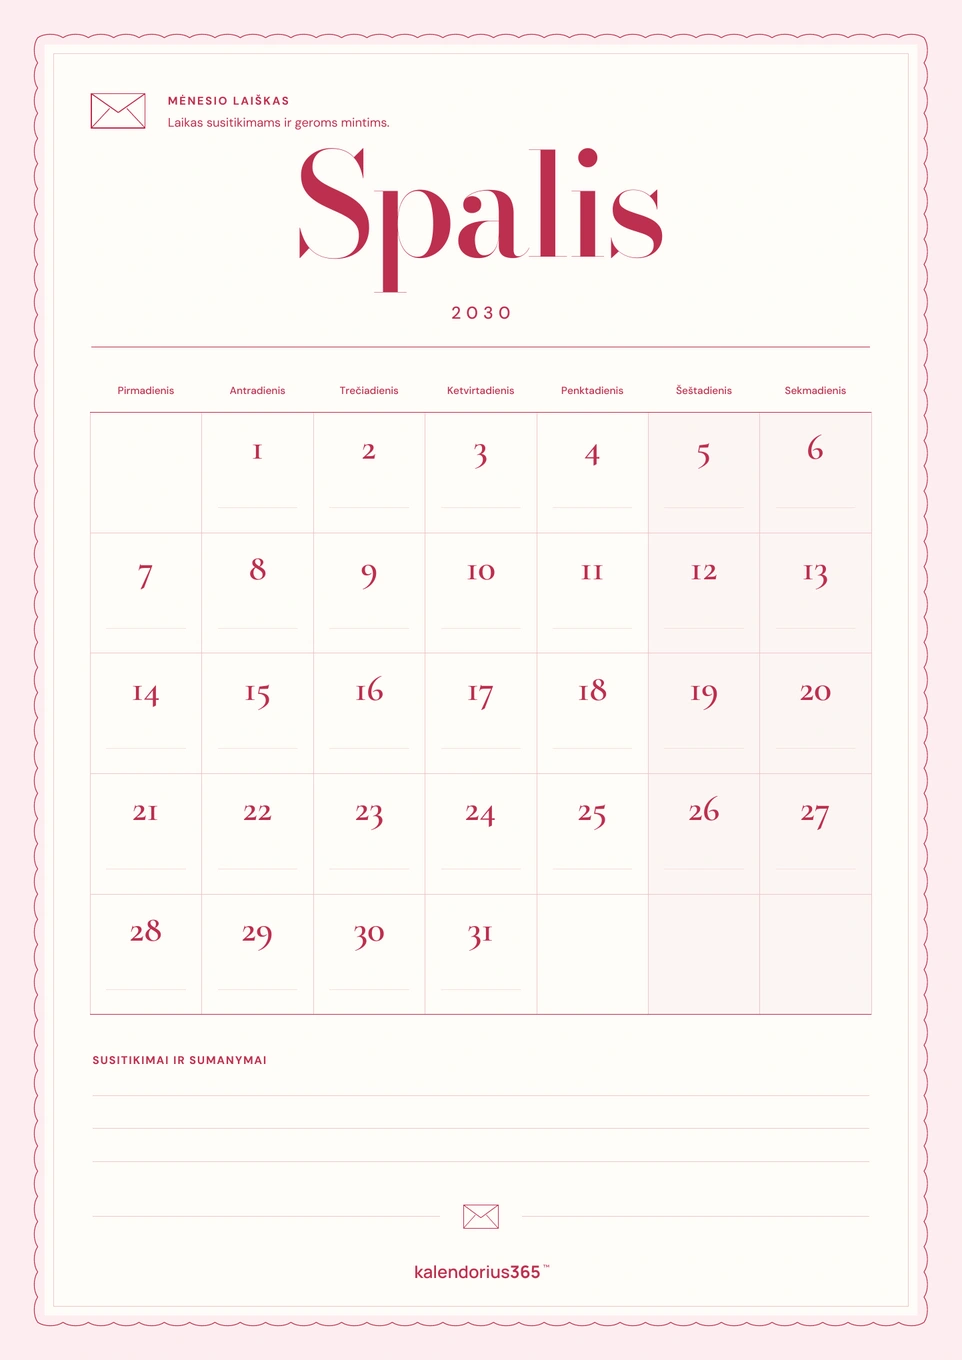 MĖNESIO LAIŠKAS
Laikas susitikimams ir geroms mintims.
Spalis
2030
Pirmadienis Antradienis Trečiadienis Ketvirtadienis Penktadienis Šeštadienis Sekmadienis
1 2 3 4 5 6
7 8 9 10 11 12 13
14 15 16 17 18 19 20
21 22 23 24 25 26 27
28 29 30 31
SUSITIKIMAI IR SUMANYMAI
kalendorius365™